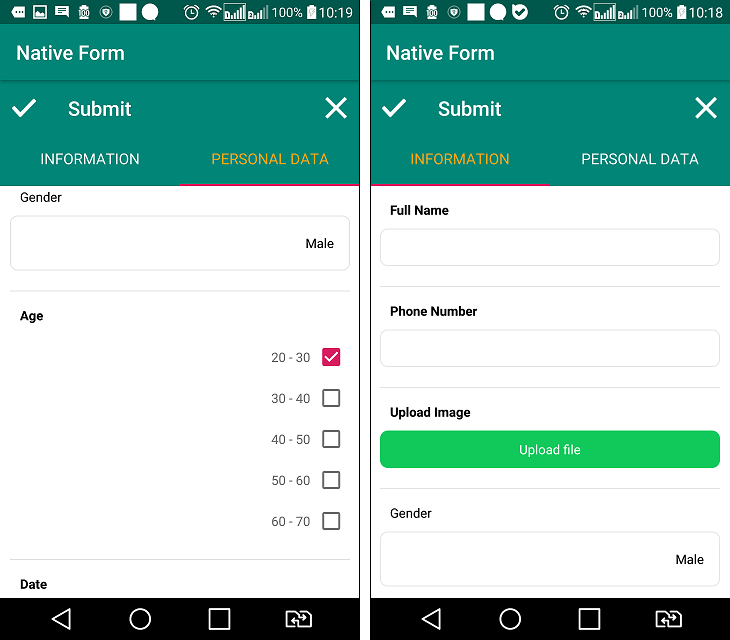 100% 10:19
Native Form
Submit
INFORMATION PERSONAL DATA
Gender
Male
Age
20 - 30
30 - 40
40 - 50
50 - 60
60 - 70
Date
100% 10:18
Native Form
Submit
INFORMATION PERSONAL DATA
Full Name
Phone Number
Upload Image
Upload file
Gender
Male